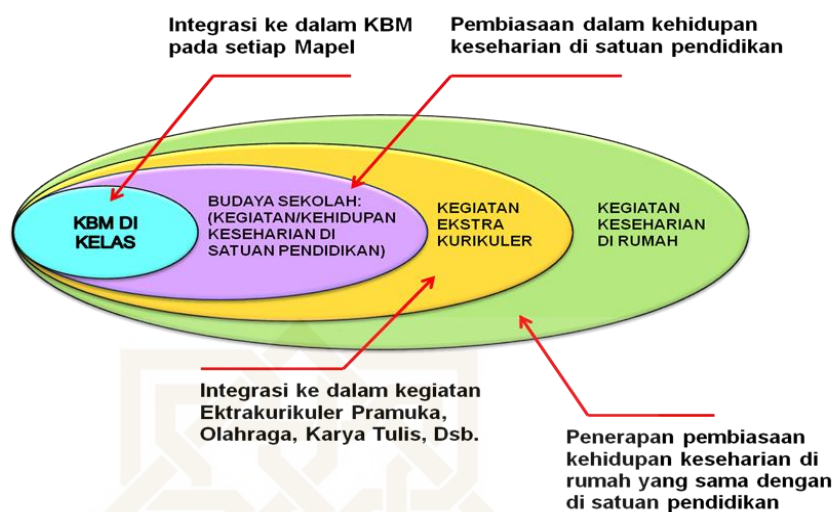 Integrasi ke dalam KBM
pada setiap Mapel
Pembiasaan dalam kehidupan
keseharian di satuan pendidikan
KBM DI
KELAS
BUDAYA SEKOLAH:
(KEGIATAN/KEHIDUPAN
KESEHARIAN DI
SATUAN PENDIDIKAN)
KEGIATAN
EKSTRA
KURIKULER
KEGIATAN
KESEHARIAN
DI RUMAH
Integrasi ke dalam kegiatan
Ektrakurikuler Pramuka,
Olahraga, Karya Tulis, Dsb.
Penerapan pembiasaan
kehidupan keseharian di
rumah yang sama dengan
di satuan pendidikan